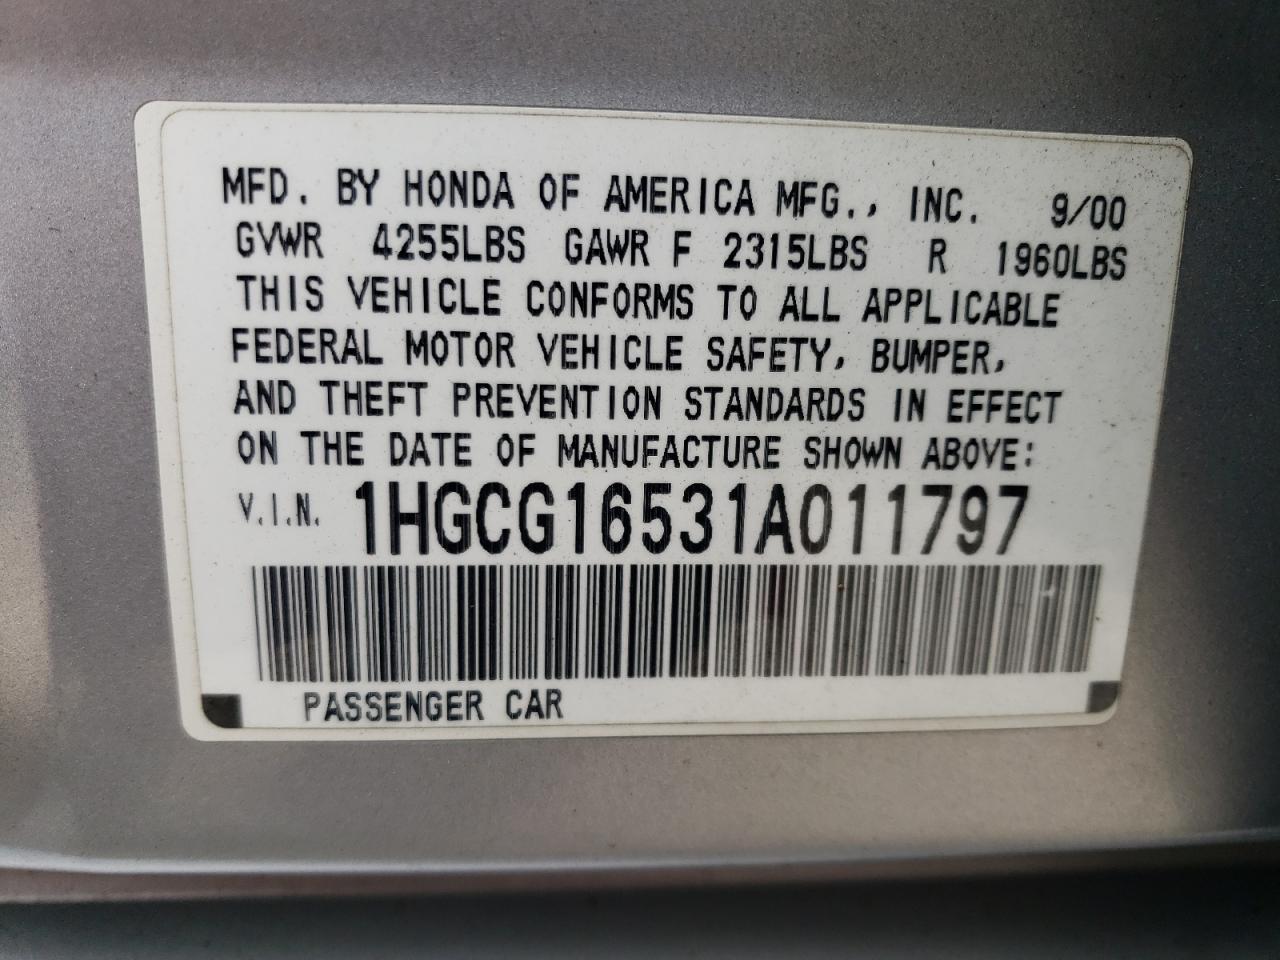 MFD. BY HONDA OF AMERICA MFG., INC. 9/00
GVWR 4255LBS GAWR F 2315LBS R 1960LBS
THIS VEHICLE CONFORMS TO ALL APPLICABLE
FEDERAL MOTOR VEHICLE SAFETY, BUMPER,
AND THEFT PREVENTION STANDARDS IN EFFECT
ON THE DATE OF MANUFACTURE SHOWN ABOVE:
V.I.N. 1HGCG16531A011797
PASSENGER CAR